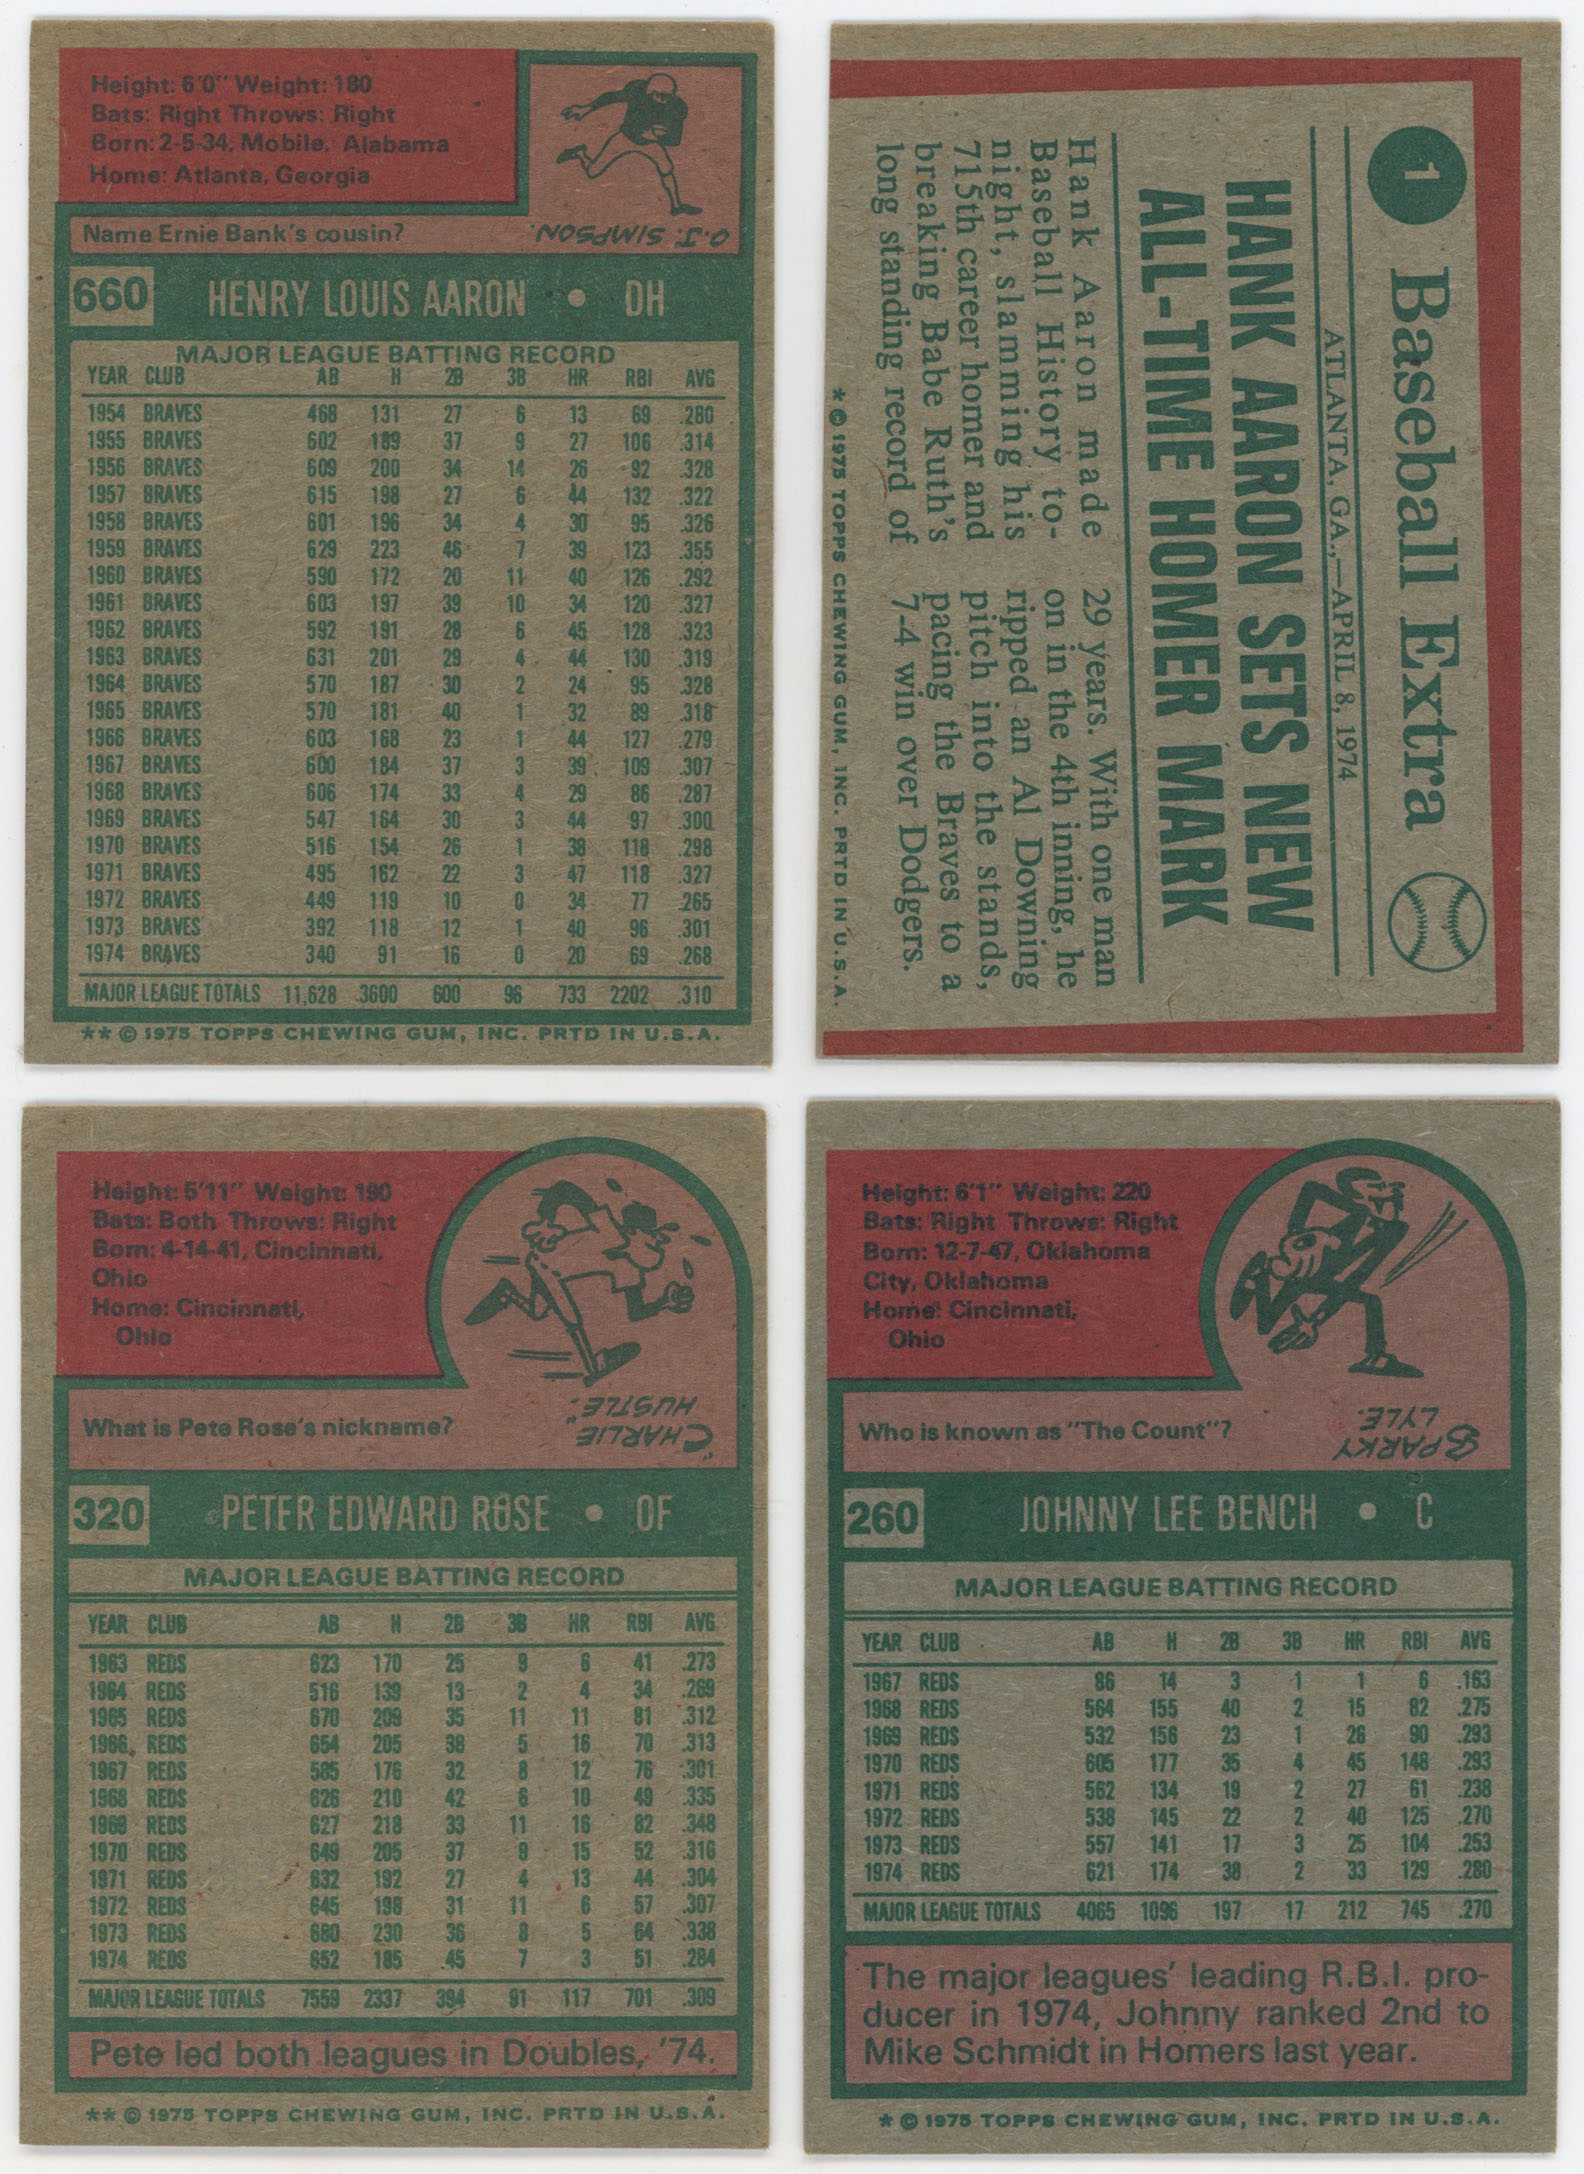 Height: 6'0" Weight: 180
Bats: Right Throws: Right
Born: 2-5-34, Mobile, Alabama
Home: Atlanta, Georgia
Name Ernie Bank's cousin?
O.J. SIMPSON.
660 HENRY LOUIS AARON • DH
MAJOR LEAGUE BATTING RECORD
YEAR CLUB AB H 2B 3B HR RBI AVG
1954 BRAVES 468 131 27 6 13 69 .280
1955 BRAVES 602 189 37 9 27 106 .314
1956 BRAVES 609 200 34 14 26 92 .328
1957 BRAVES 615 198 27 6 44 132 .322
1958 BRAVES 601 196 34 4 30 95 .326
1959 BRAVES 629 223 46 7 39 123 .355
1960 BRAVES 590 172 20 11 40 126 .292
1961 BRAVES 603 197 39 10 34 120 .327
1962 BRAVES 592 191 28 6 45 128 .323
1963 BRAVES 631 201 29 4 44 130 .319
1964 BRAVES 570 187 30 2 24 95 .328
1965 BRAVES 570 181 40 1 32 89 .318
1966 BRAVES 603 168 23 1 44 127 .279
1967 BRAVES 600 184 37 3 39 109 .307
1968 BRAVES 606 174 33 4 29 86 .287
1969 BRAVES 547 164 30 3 44 97 .300
1970 BRAVES 516 154 26 1 38 118 .298
1971 BRAVES 495 162 22 3 47 118 .327
1972 BRAVES 449 119 10 0 34 77 .265
1973 BRAVES 392 118 12 1 40 96 .301
1974 BRAVES 340 91 16 0 20 69 .268
MAJOR LEAGUE TOTALS 11,628 3600 600 96 733 2202 .310
** © 1975 TOPPS CHEWING GUM, INC. PRTD IN U.S.A.
1 Baseball Extra
ATLANTA, GA.,—APRIL 8, 1974
HANK AARON SETS NEW
ALL-TIME HOMER MARK
Hank Aaron made
Baseball History to-
night, slamming his
715th career homer and
breaking Babe Ruth's
long standing record of
29 years. With one man
on in the 4th inning, he
ripped an Al Downing
pitch into the stands,
pacing the Braves to a
7-4 win over Dodgers.
* © 1975 TOPPS CHEWING GUM, INC. PRTD IN U.S.A.
Height: 5'11" Weight: 190
Bats: Both Throws: Right
Born: 4-14-41, Cincinnati,
Ohio
Home: Cincinnati,
Ohio
What is Pete Rose's nickname?
"CHARLIE
HUSTLE."
320 PETER EDWARD ROSE • OF
MAJOR LEAGUE BATTING RECORD
YEAR CLUB AB H 2B 3B HR RBI AVG
1963 REDS 623 170 25 9 6 41 .273
1964 REDS 516 139 13 2 4 34 .269
1965 REDS 670 209 35 11 11 81 .312
1966 REDS 654 205 38 5 16 70 .313
1967 REDS 585 176 32 8 12 76 .301
1968 REDS 626 210 42 6 10 49 .335
1969 REDS 627 218 33 11 16 82 .348
1970 REDS 649 205 37 9 15 52 .316
1971 REDS 632 192 27 4 13 44 .304
1972 REDS 645 198 31 11 6 57 .307
1973 REDS 680 230 36 8 5 64 .338
1974 REDS 652 185 45 7 3 51 .284
MAJOR LEAGUE TOTALS 7559 2337 394 91 117 701 .309
Pete led both leagues in Doubles, '74.
** © 1975 TOPPS CHEWING GUM, INC. PRTD IN U.S.A.
Height: 6'1" Weight: 220
Bats: Right Throws: Right
Born: 12-7-47, Oklahoma
City, Oklahoma
Home: Cincinnati,
Ohio
Who is known as "The Count"?
SPARKY
LYLE.
260 JOHNNY LEE BENCH • C
MAJOR LEAGUE BATTING RECORD
YEAR CLUB AB H 2B 3B HR RBI AVG
1967 REDS 86 14 3 1 1 6 .163
1968 REDS 564 155 40 2 15 82 .275
1969 REDS 532 156 23 1 26 90 .293
1970 REDS 605 177 35 4 45 148 .293
1971 REDS 562 134 19 2 27 61 .238
1972 REDS 538 145 22 2 40 125 .270
1973 REDS 557 141 17 3 25 104 .253
1974 REDS 621 174 38 2 33 129 .280
MAJOR LEAGUE TOTALS 4065 1096 197 17 212 745 .270
The major leagues' leading R.B.I. pro-
ducer in 1974, Johnny ranked 2nd to
Mike Schmidt in Homers last year.
* © 1975 TOPPS CHEWING GUM, INC. PRTD IN U.S.A.